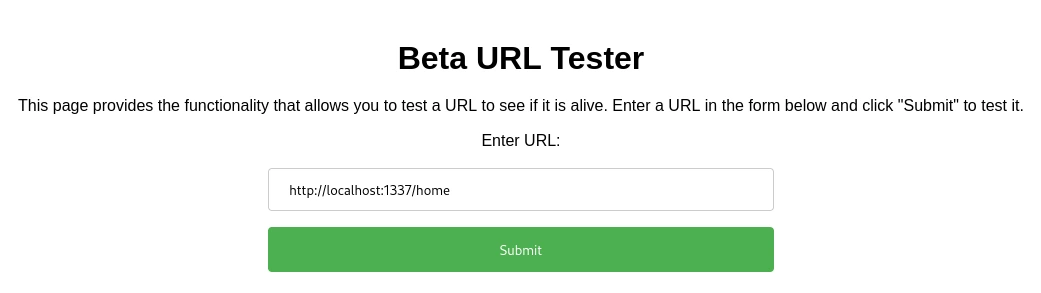 Beta URL Tester
This page provides the functionality that allows you to test a URL to see if it is alive. Enter a URL in the form below and click "Submit" to test it.
Enter URL:
http://localhost:1337/home
Submit